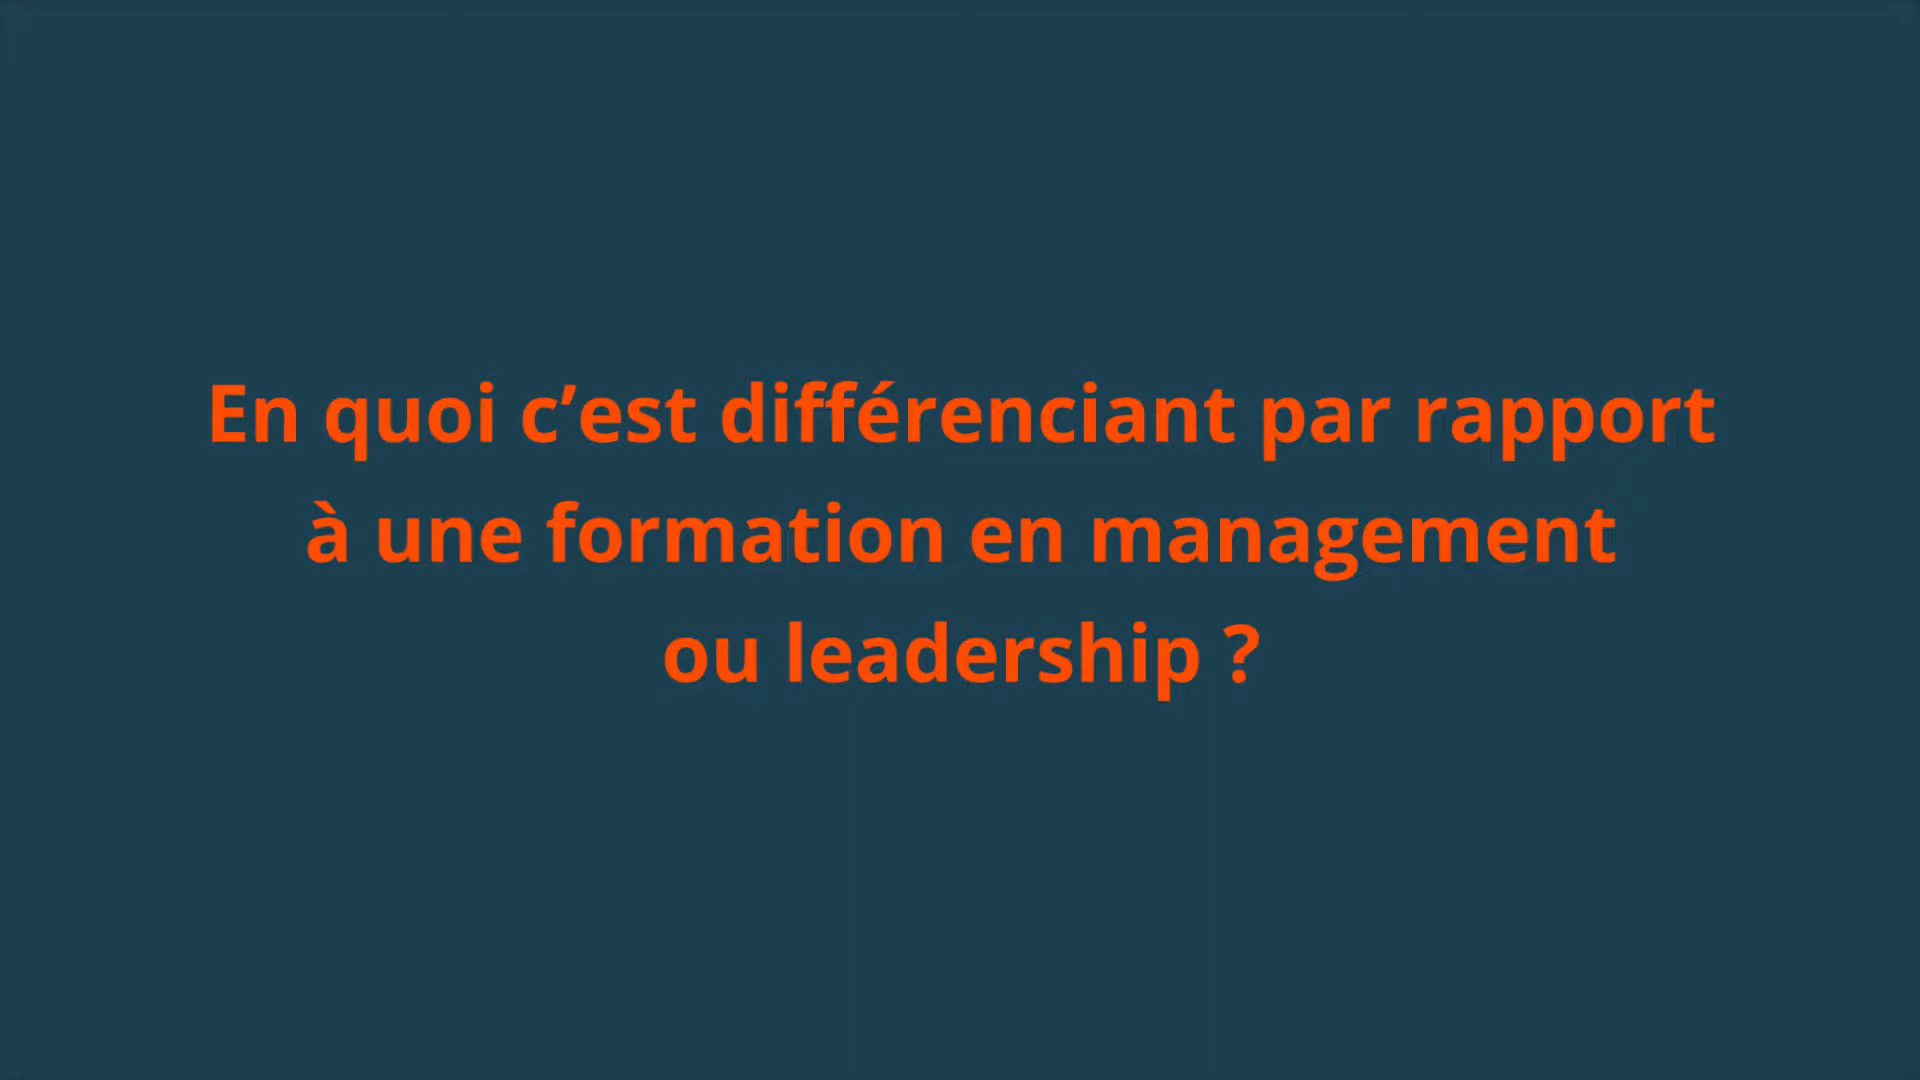 En quoi c’est différenciant par rapport
à une formation en management
ou leadership ?